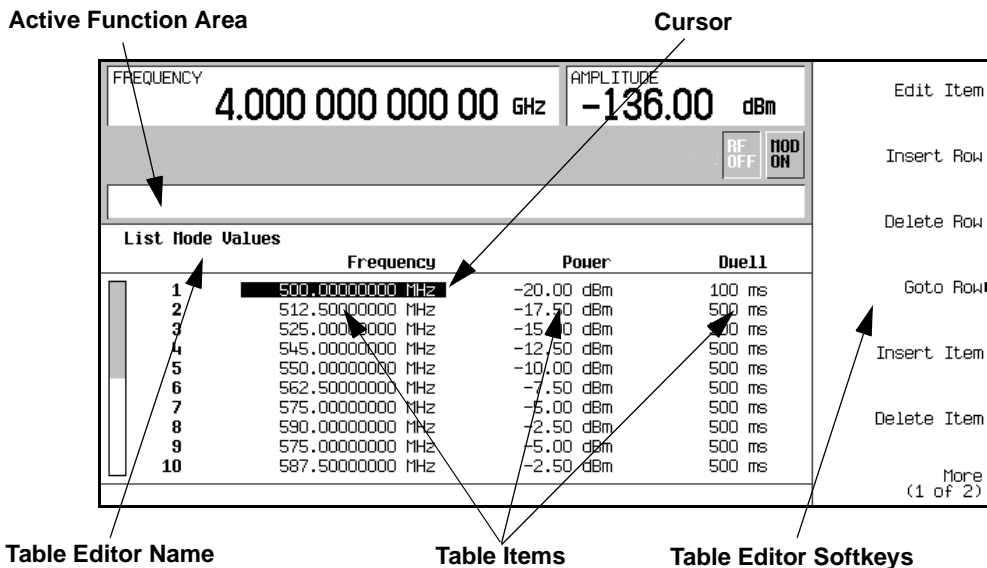 Active Function Area
Cursor
FREQUENCY
4.000 000 000 00 GHz
AMPLITUDE
-136.00 dBm
RF OFF
MOD ON
Edit Item
Insert Row
Delete Row
Goto Row
Insert Item
Delete Item
More
(1 of 2)
List Mode Values
Frequency Power Dwell
1 500.00000000 MHz -20.00 dBm 100 ms
2 512.50000000 MHz -17.50 dBm 500 ms
3 525.00000000 MHz -15.00 dBm 500 ms
4 545.00000000 MHz -12.50 dBm 500 ms
5 550.00000000 MHz -10.00 dBm 500 ms
6 562.50000000 MHz -7.50 dBm 500 ms
7 575.00000000 MHz -5.00 dBm 500 ms
8 590.00000000 MHz -2.50 dBm 500 ms
9 575.00000000 MHz -5.00 dBm 500 ms
10 587.50000000 MHz -2.50 dBm 500 ms
Table Editor Name
Table Items
Table Editor Softkeys